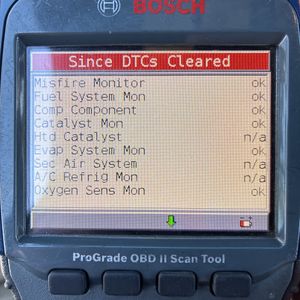 BOSCH
Since DTCs Cleared
Misfire Monitor ok
Fuel System Mon ok
Comp Component ok
Catalyst Mon ok
Htd Catalyst n/a
Evap System Mon ok
Sec Air System n/a
A/C Refrig Mon n/a
Oxygen Sens Mon ok
ProGrade OBD II Scan Tool